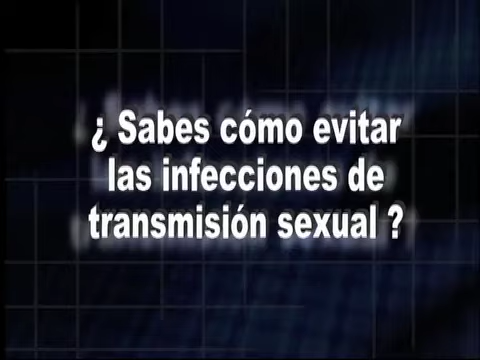 ¿ Sabes cómo evitar
las infecciones de
transmisión sexual ?